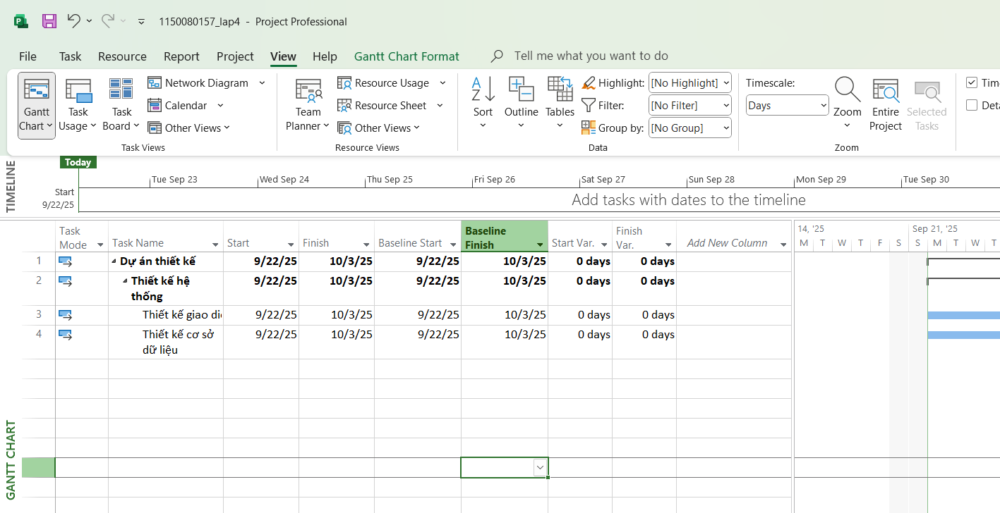 1150080157_lap4 - Project Professional
File Task Resource Report Project View Help Gantt Chart Format Tell me what you want to do
Gantt Chart
Task Usage
Task Board
Network Diagram
Calendar
Other Views
Task Views
Team Planner
Resource Usage
Resource Sheet
Other Views
Resource Views
Sort
Outline
Tables
Highlight: [No Highlight]
Filter: [No Filter]
Group by: [No Group]
Data
Timescale:
Days
Zoom
Entire Project
Selected Tasks
Zoom
Tim
Deta
TIMELINE
Today
Tue Sep 23 Wed Sep 24 Thu Sep 25 Fri Sep 26 Sat Sep 27 Sun Sep 28 Mon Sep 29 Tue Sep 30
Start
9/22/25
Add tasks with dates to the timeline
GANTT CHART
Task Mode Task Name Start Finish Baseline Start Baseline Finish Start Var. Finish Var. Add New Column
14, '25 Sep 21, '25
M T W T F S S M T W T
1 Dự án thiết kế 9/22/25 10/3/25 9/22/25 10/3/25 0 days 0 days
2 Thiết kế hệ thống 9/22/25 10/3/25 9/22/25 10/3/25 0 days 0 days
3 Thiết kế giao di 9/22/25 10/3/25 9/22/25 10/3/25 0 days 0 days
4 Thiết kế cơ sở dữ liệu 9/22/25 10/3/25 9/22/25 10/3/25 0 days 0 days